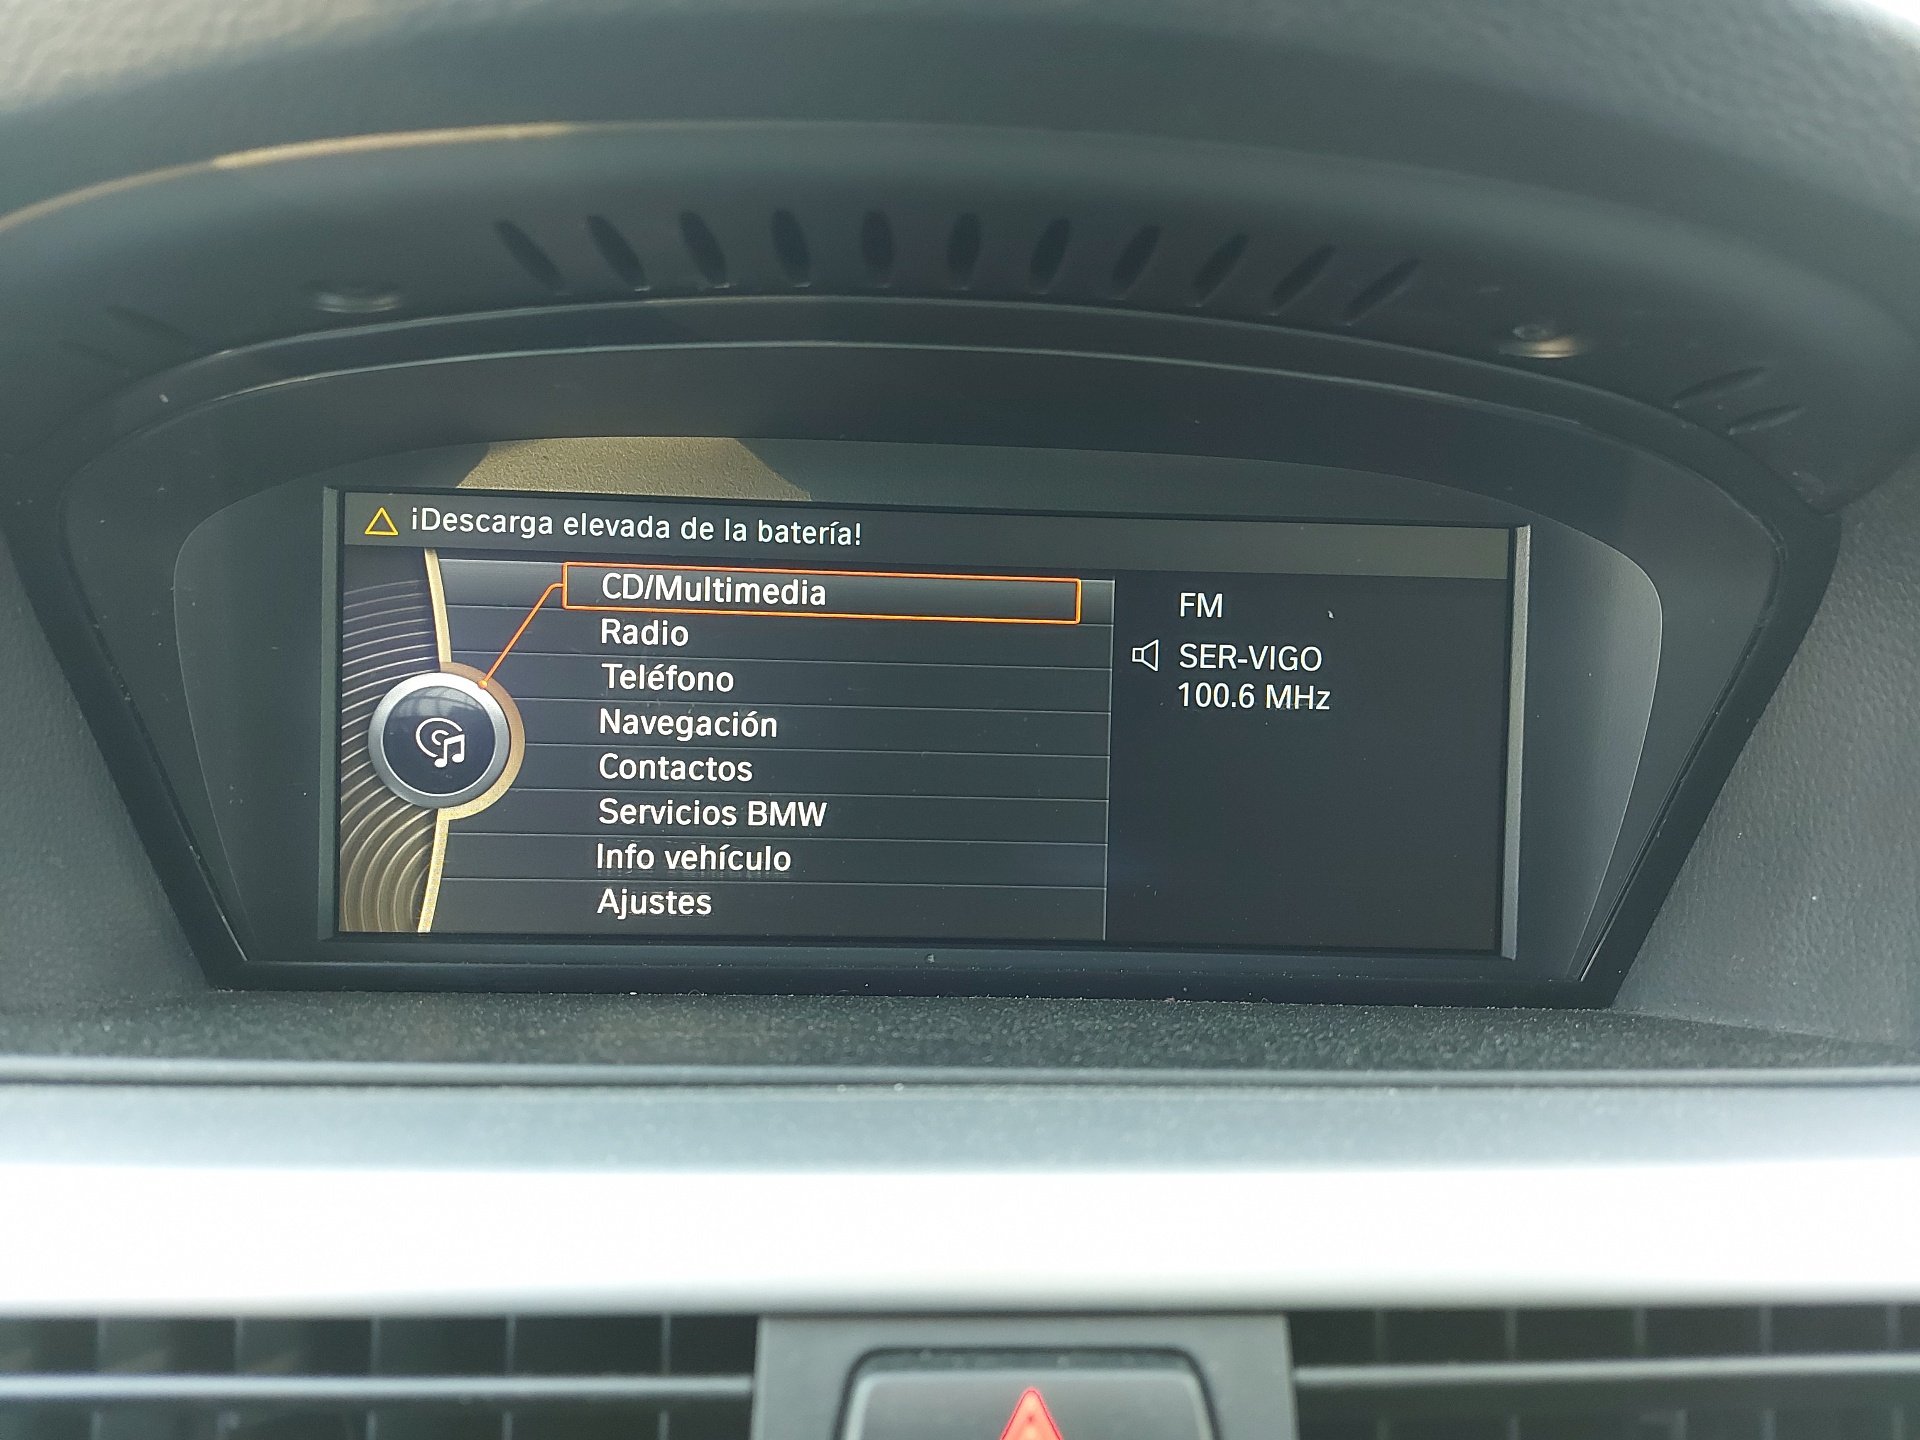 ¡Descarga elevada de la batería!
CD/Multimedia
Radio
Teléfono
Navegación
Contactos
Servicios BMW
Info vehículo
Ajustes
FM
SER-VIGO
100.6 MHz